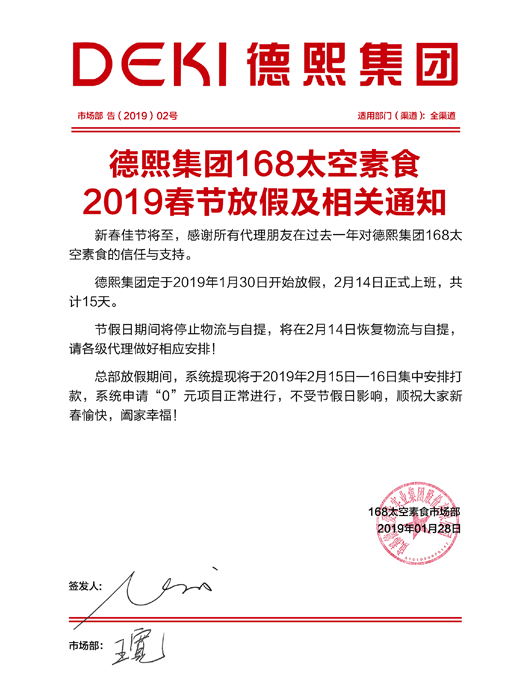 DEKI 德熙集团
市场部 告（2019）02号 适用部门（渠道）：全渠道
德熙集团168太空素食
2019春节放假及相关通知
新春佳节将至，感谢所有代理朋友在过去一年对德熙集团168太
空素食的信任与支持。
德熙集团定于2019年1月30日开始放假，2月14日正式上班，共
计15天。
节假日期间将停止物流与自提，将在2月14日恢复物流与自提，
请各级代理做好相应安排！
总部放假期间，系统提现将于2019年2月15日—16日集中安排打
款，系统申请“0”元项目正常进行，不受节假日影响，顺祝大家新
春愉快，阖家幸福！
168太空素食市场部
2019年01月28日
签发人：
市场部：王宽